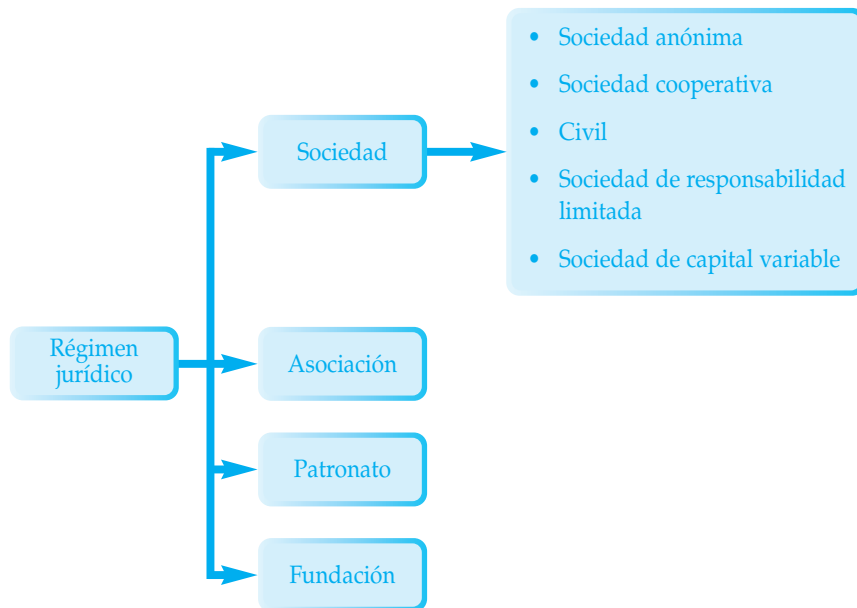 • Sociedad anónima
• Sociedad cooperativa
• Civil
• Sociedad de responsabilidad
limitada
• Sociedad de capital variable
Sociedad
Régimen
jurídico
Asociación
Patronato
Fundación